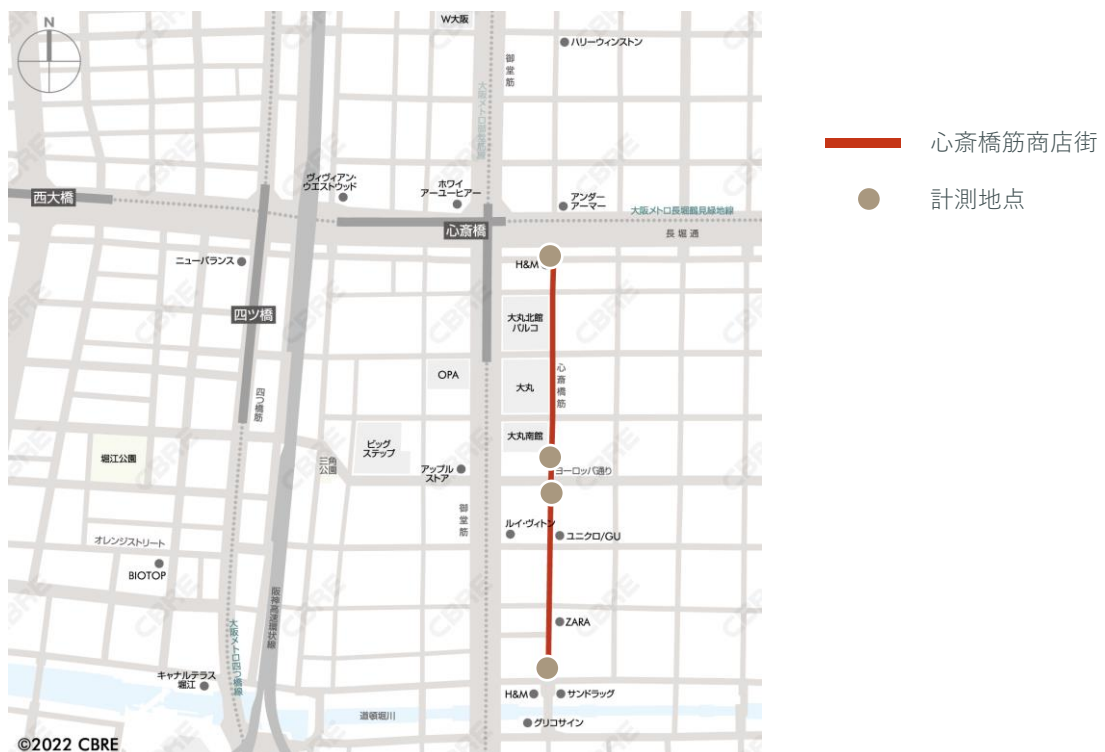 N
W大阪
ハリーウィンストン
御堂筋
大阪メトロ御堂筋線
心斎橋筋商店街
計測地点
ヴィヴィアン・
ウエストウッド
ホワイ
アーユーヒアー
アンダー
アーマー
西大橋
大阪メトロ長堀鶴見緑地線
心斎橋
長堀通
ニューバランス
H&M
四ツ橋
大丸北館
パルコ
OPA
大丸
心斎橋筋
四つ橋筋
大丸南館
ビッグ
ステップ
堀江公園
三角
公園
アップル
ストア
ヨーロッパ通り
御堂筋
ルイ・ヴィトン
ユニクロ/GU
オレンジストリート
BIOTOP
阪神高速環状線
ZARA
大阪メトロ四つ橋線
キャナルテラス
堀江
H&M
サンドラッグ
道頓堀川
グリコサイン
©2022 CBRE
CBRE